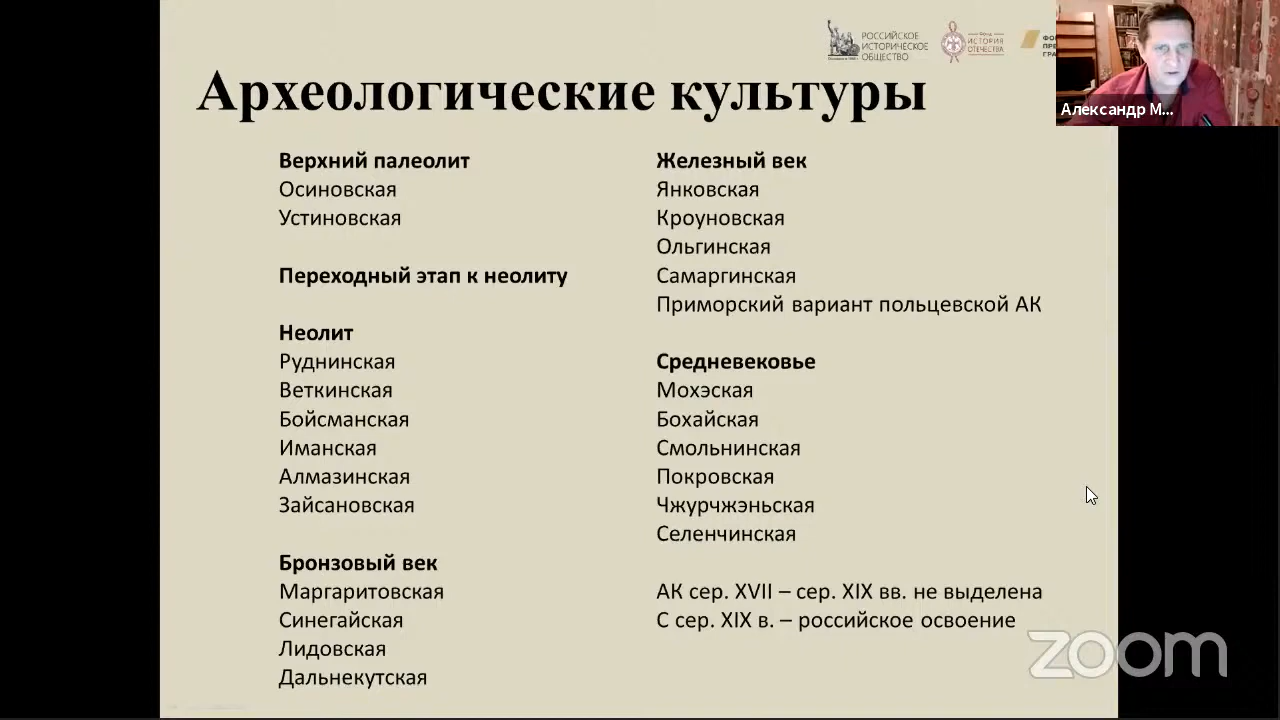 РОССИЙСКОЕ
ИСТОРИЧЕСКОЕ
ОБЩЕСТВО
Фонд
ИСТОРИЯ
ОТЕЧЕСТВА
Александр М...
Археологические культуры
Верхний палеолит
Осиновская
Устиновская
Переходный этап к неолиту
Неолит
Руднинская
Веткинская
Бойсманская
Иманская
Алмазинская
Зайсановская
Бронзовый век
Маргаритовская
Синегайская
Лидовская
Дальнекутская
Железный век
Янковская
Кроуновская
Ольгинская
Самаргинская
Приморский вариант польцевской АК
Средневековье
Мохэская
Бохайская
Смольнинская
Покровская
Чжурчжэньская
Селенчинская
АК сер. XVII – сер. XIX вв. не выделена
С сер. XIX в. – российское освоение
zoom